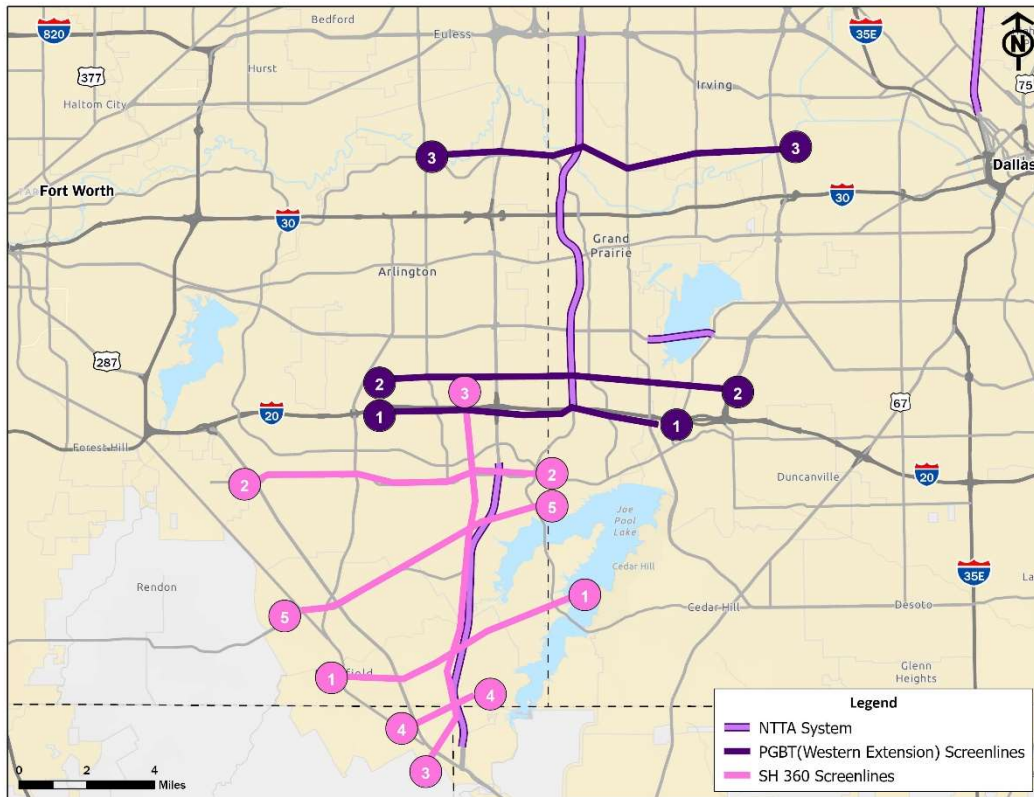 820
Bedford
35E
N
Euless
377
Hurst
Irving
75
Haltom City
3
3
Dallas
Fort Worth
30
30
Grand
Prairie
Arlington
287
2
3
2
67
1
1
20
Forest Hill
2
2
Duncanville
20
5
Joe
Pool
Lake
Cedar Hill
35E
Rendon
1
Cedar Hill
Desoto
5
1
Glenn
Heights
4
4
3
Legend
NTTA System
PGBT(Western Extension) Screenlines
SH 360 Screenlines
0 2 4
Miles